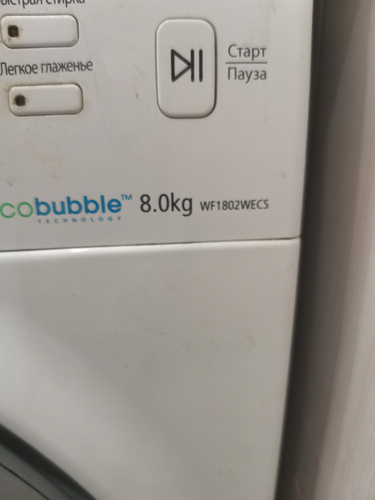 ыстрая стирка
Старт
Пауза
Легкое глаженье
cobubble™ 8.0kg WF1802WECS
TECHNOLOGY